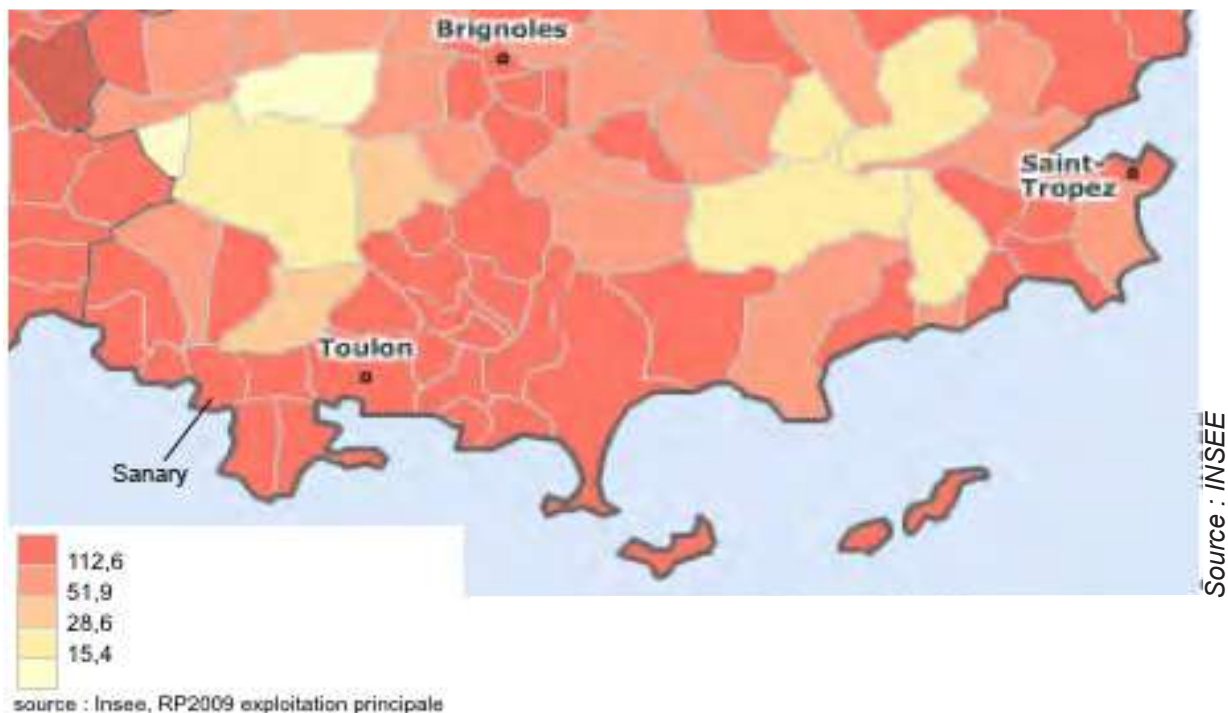 Brignoles
Saint-
Tropez
Toulon
Sanary
112,6
51,9
28,6
15,4
source : Insee, RP2009 exploitation principale
Source : INSEE